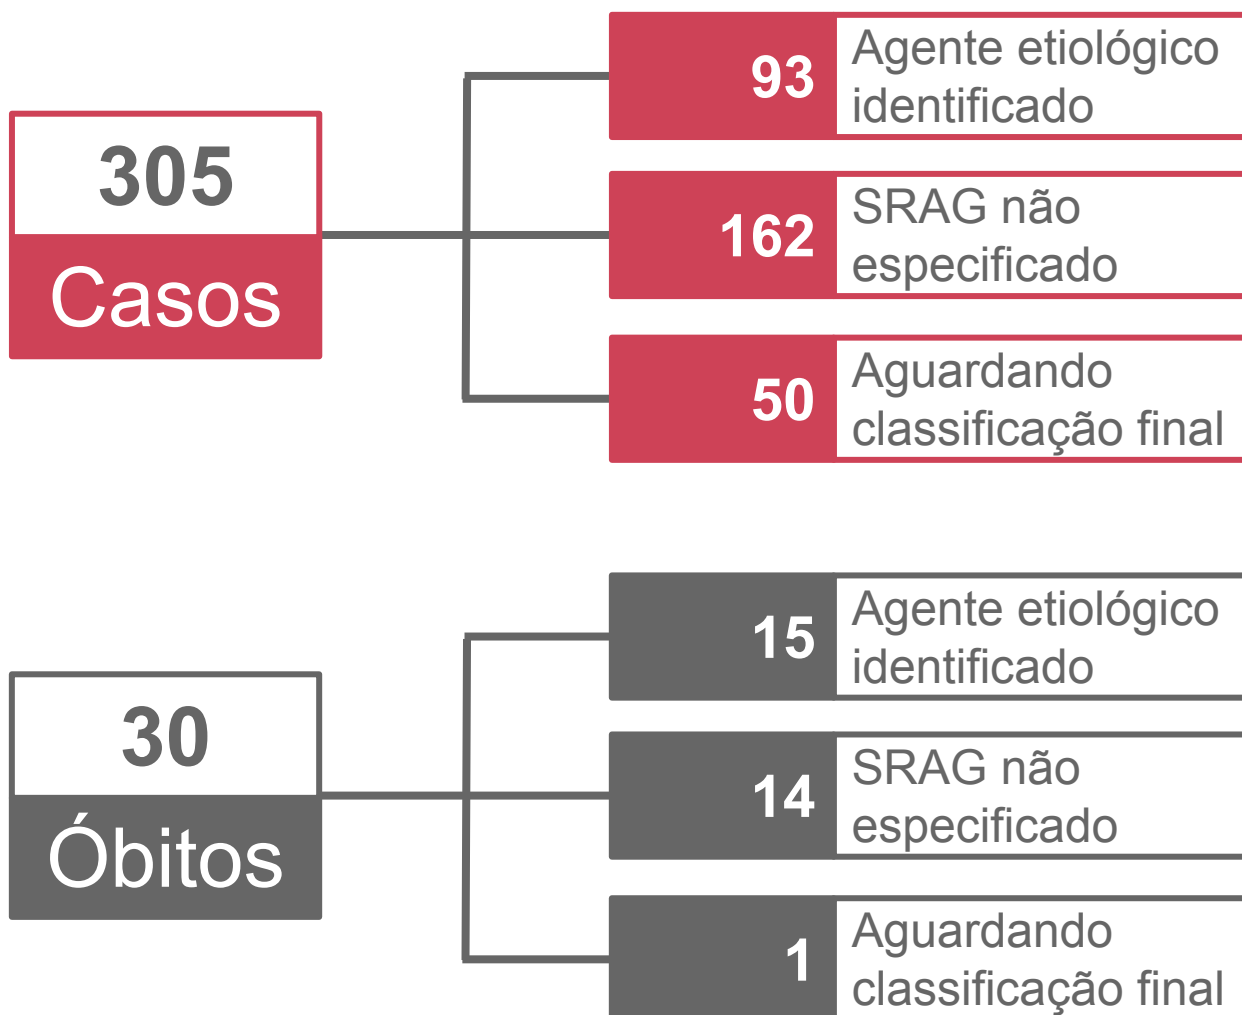 305
Casos
93
Agente etiológico
identificado
162
SRAG não
especificado
50
Aguardando
classificação final
30
Óbitos
15
Agente etiológico
identificado
14
SRAG não
especificado
1
Aguardando
classificação final